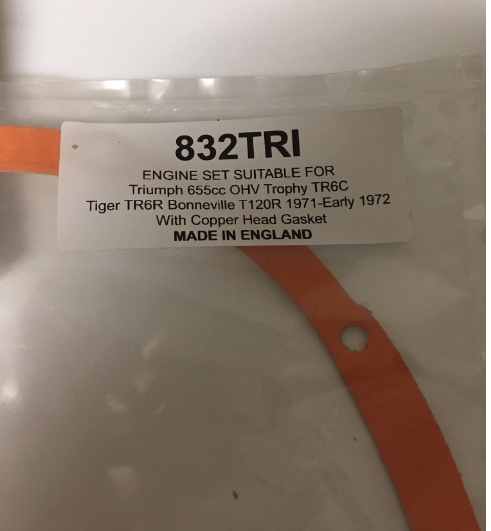 832TRI
ENGINE SET SUITABLE FOR
Triumph 655cc OHV Trophy TR6C
Tiger TR6R Bonneville T120R 1971-Early 1972
With Copper Head Gasket
MADE IN ENGLAND